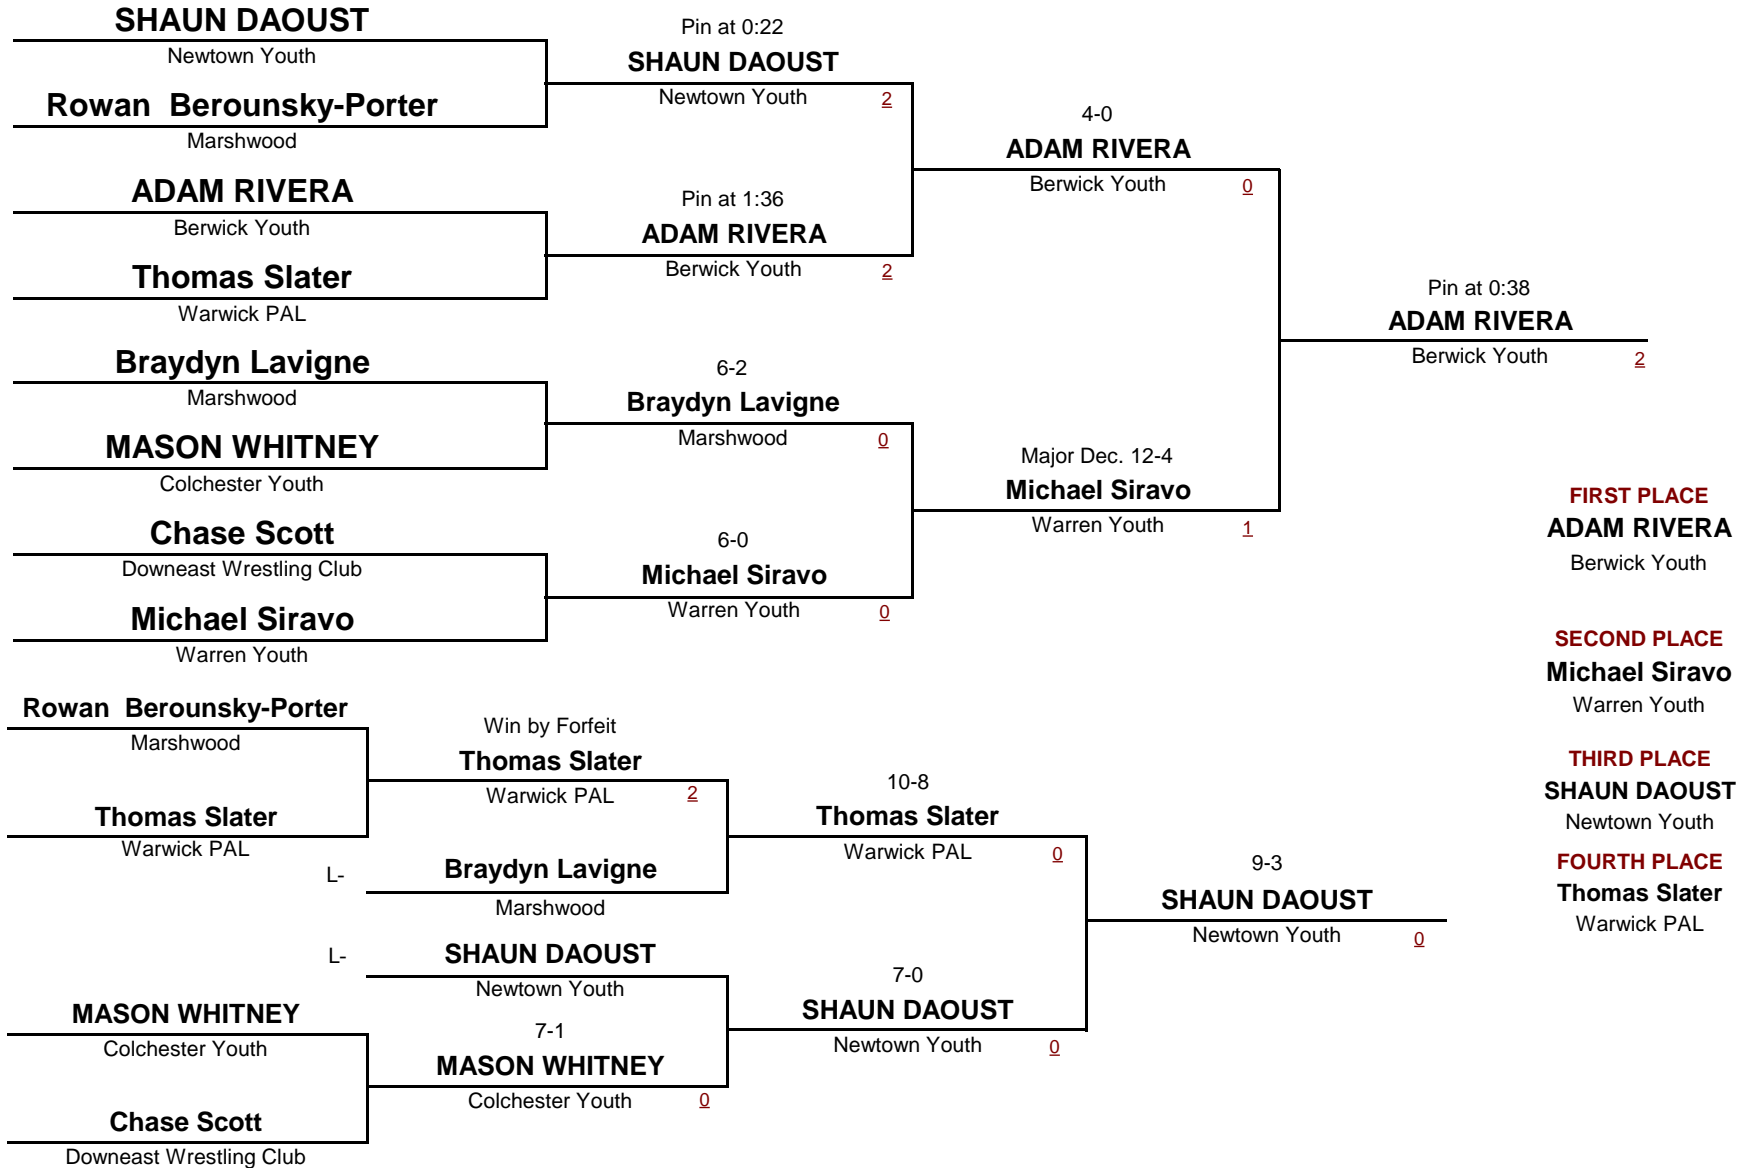 SHAUN DAOUST
Newtown Youth
Rowan  Berounsky-Porter
Marshwood
ADAM RIVERA
Berwick Youth
Thomas Slater
Warwick PAL
Braydyn Lavigne
Marshwood
MASON WHITNEY
Colchester Youth
Chase Scott
Downeast Wrestling Club
Michael Siravo
Warren Youth
Pin at 0:22
SHAUN DAOUST
Newtown Youth 2
Pin at 1:36
ADAM RIVERA
Berwick Youth 2
6-2
Braydyn Lavigne
Marshwood 0
6-0
Michael Siravo
Warren Youth 0
4-0
ADAM RIVERA
Berwick Youth 0
Major Dec. 12-4
Michael Siravo
Warren Youth 1
Pin at 0:38
ADAM RIVERA
Berwick Youth 2
Rowan  Berounsky-Porter
Marshwood
Thomas Slater
Warwick PAL
MASON WHITNEY
Colchester Youth
Chase Scott
Downeast Wrestling Club
Win by Forfeit
Thomas Slater
Warwick PAL 2
L- Braydyn Lavigne
Marshwood
L- SHAUN DAOUST
Newtown Youth
7-1
MASON WHITNEY
Colchester Youth 0
10-8
Thomas Slater
Warwick PAL 0
7-0
SHAUN DAOUST
Newtown Youth 0
9-3
SHAUN DAOUST
Newtown Youth 0
FIRST PLACE
ADAM RIVERA
Berwick Youth
SECOND PLACE
Michael Siravo
Warren Youth
THIRD PLACE
SHAUN DAOUST
Newtown Youth
FOURTH PLACE
Thomas Slater
Warwick PAL